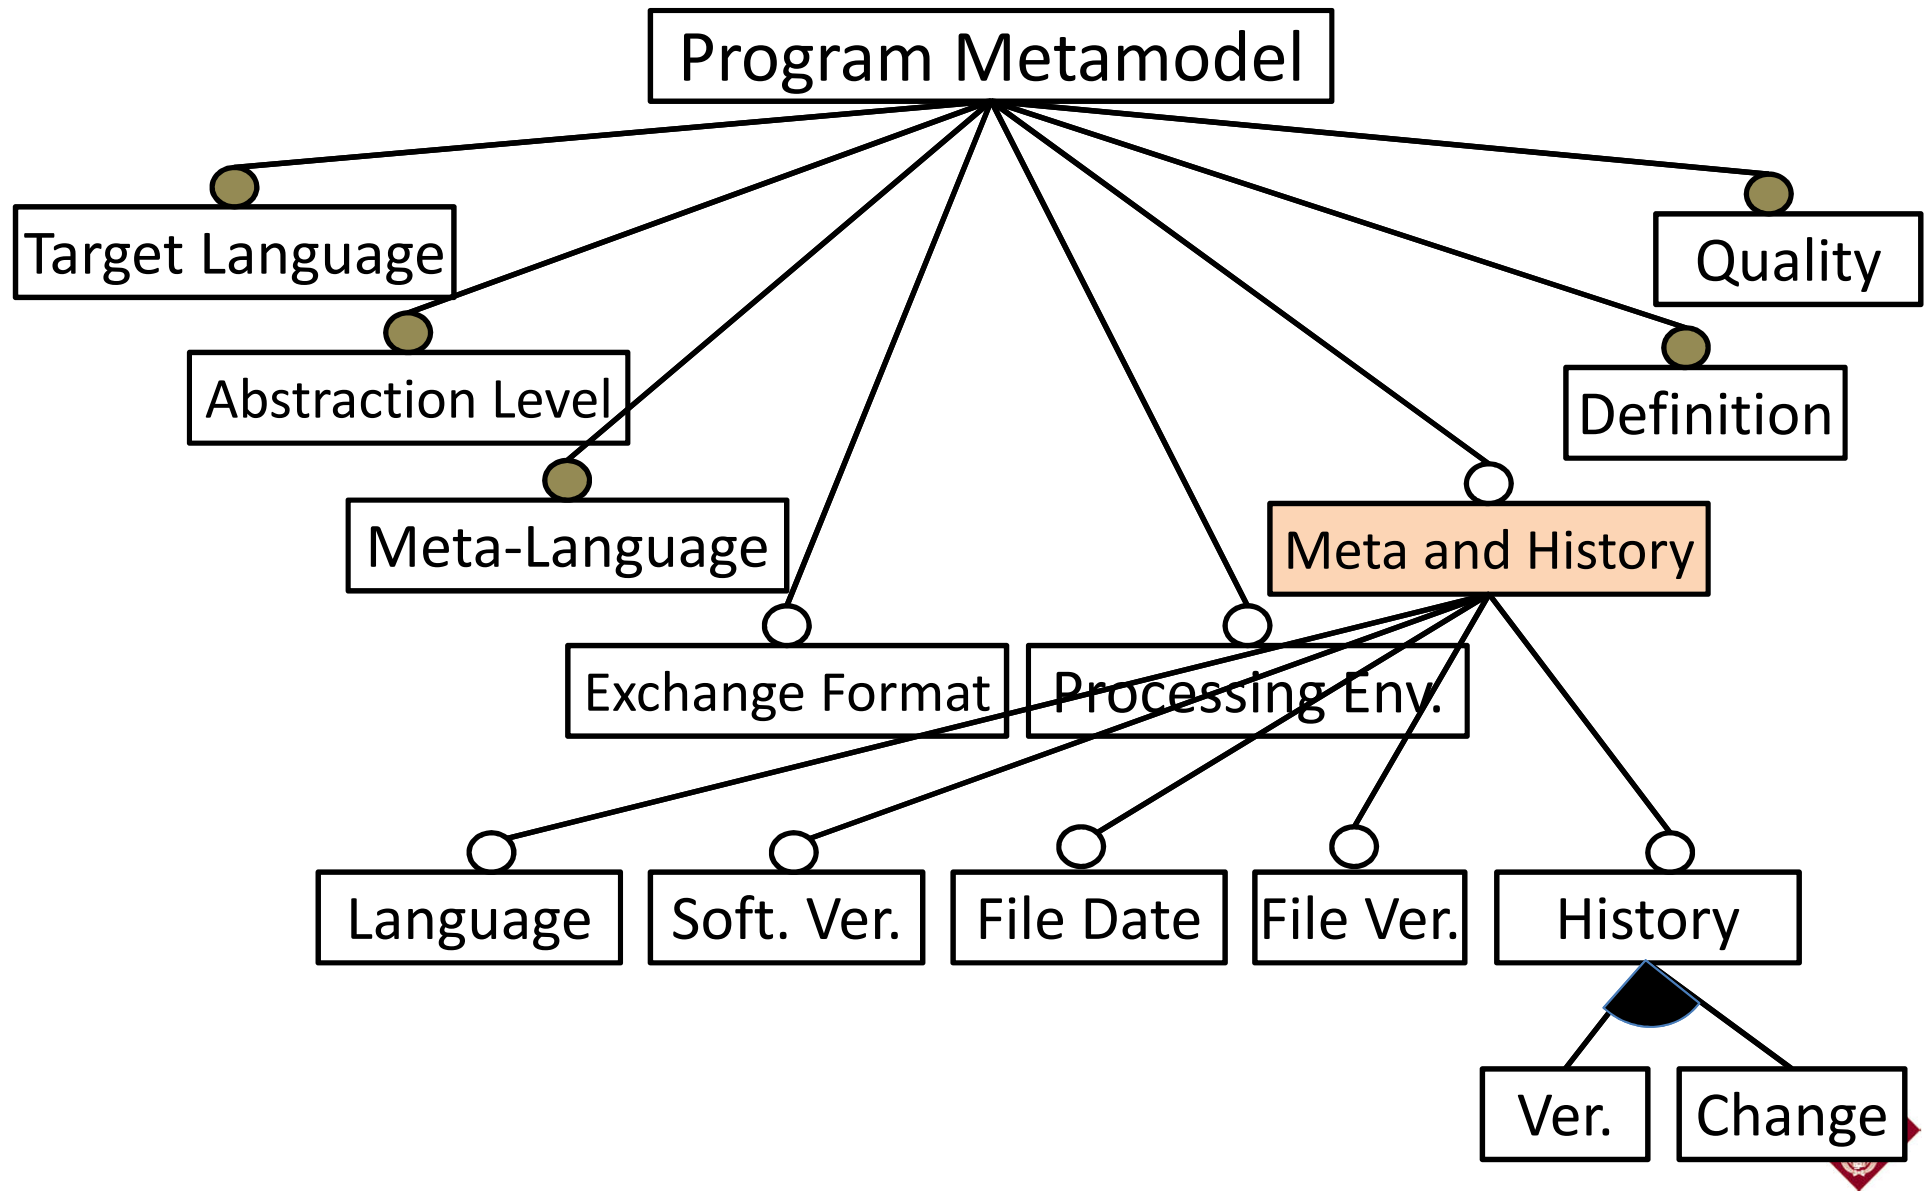 Program Metamodel
Target Language
Quality
Abstraction Level
Definition
Meta-Language
Meta and History
Exchange Format
Processing Env.
Language
Soft. Ver.
File Date
File Ver.
History
Ver.
Change